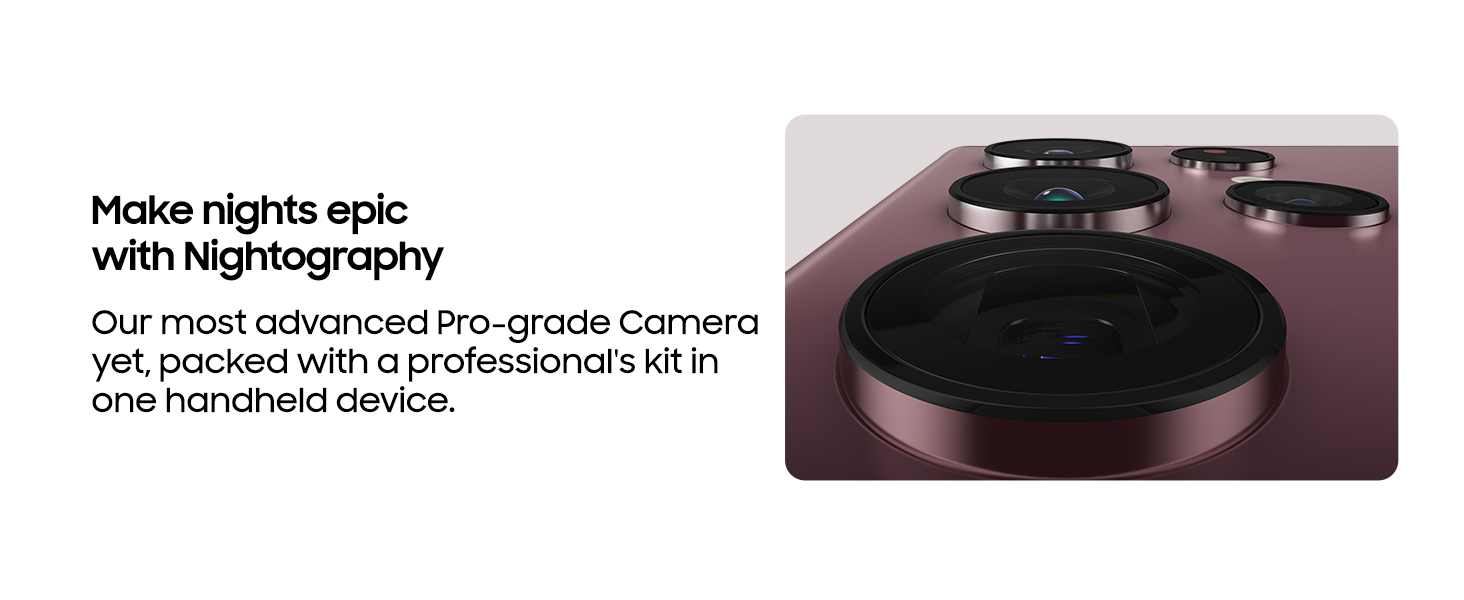 Make nights epic
with Nightography
Our most advanced Pro-grade Camera
yet, packed with a professional's kit in
one handheld device.